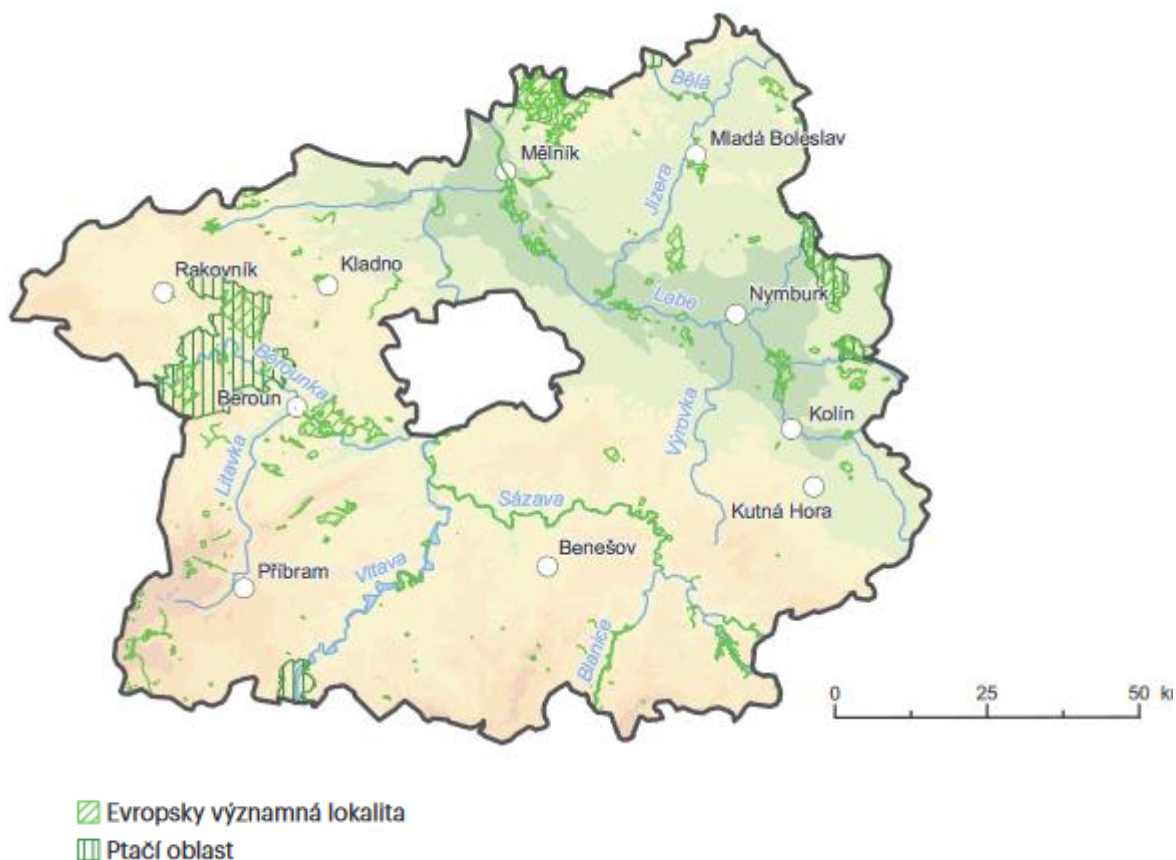 Bělá
Mladá Boleslav
Mělník
Jizera
Rakovník
Kladno
Labe
Nymburk
Berounka
Beroun
Kolín
Výrovka
Litavka
Sázava
Kutná Hora
Benešov
Příbram
Vltava
Blanice
0 25 50
Evropsky významná lokalita
Ptačí oblast